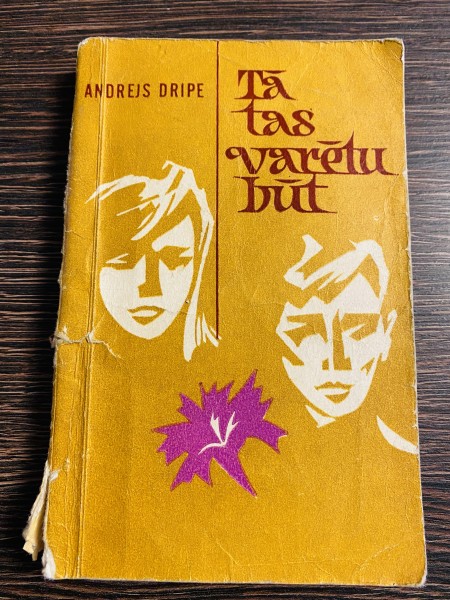 ANDREJS DRIPE
Tā
tas
varētu
būt